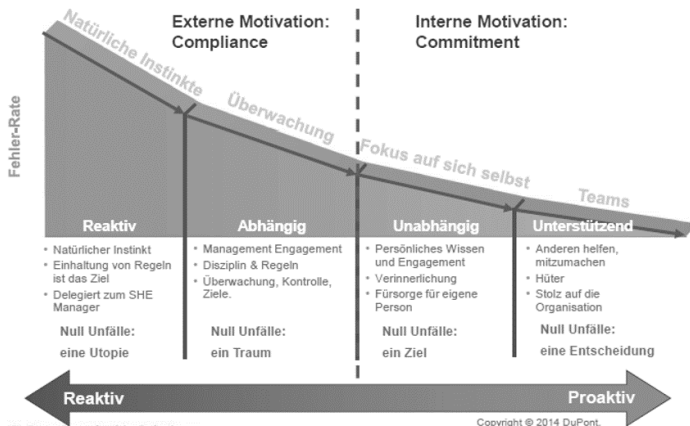 Externe Motivation:
Compliance
Interne Motivation:
Commitment
Fehler-Rate
Natürliche Instinkte
Überwachung
Fokus auf sich selbst
Teams
Reaktiv
• Natürlicher Instinkt
• Einhaltung von Regeln
ist das Ziel
• Delegiert zum SHE
Manager
Null Unfälle:
eine Utopie
Abhängig
• Management Engagement
• Disziplin & Regeln
• Überwachung, Kontrolle,
Ziele.
Null Unfälle:
ein Traum
Unabhängig
• Persönliches Wissen
und Engagement
• Verinnerlichung
• Fürsorge für eigene
Person
Null Unfälle:
ein Ziel
Unterstützend
• Anderen helfen,
mitzumachen
• Hüter
• Stolz auf die
Organisation
Null Unfälle:
eine Entscheidung
Reaktiv
Proaktiv
Copyright © 2014 DuPont.